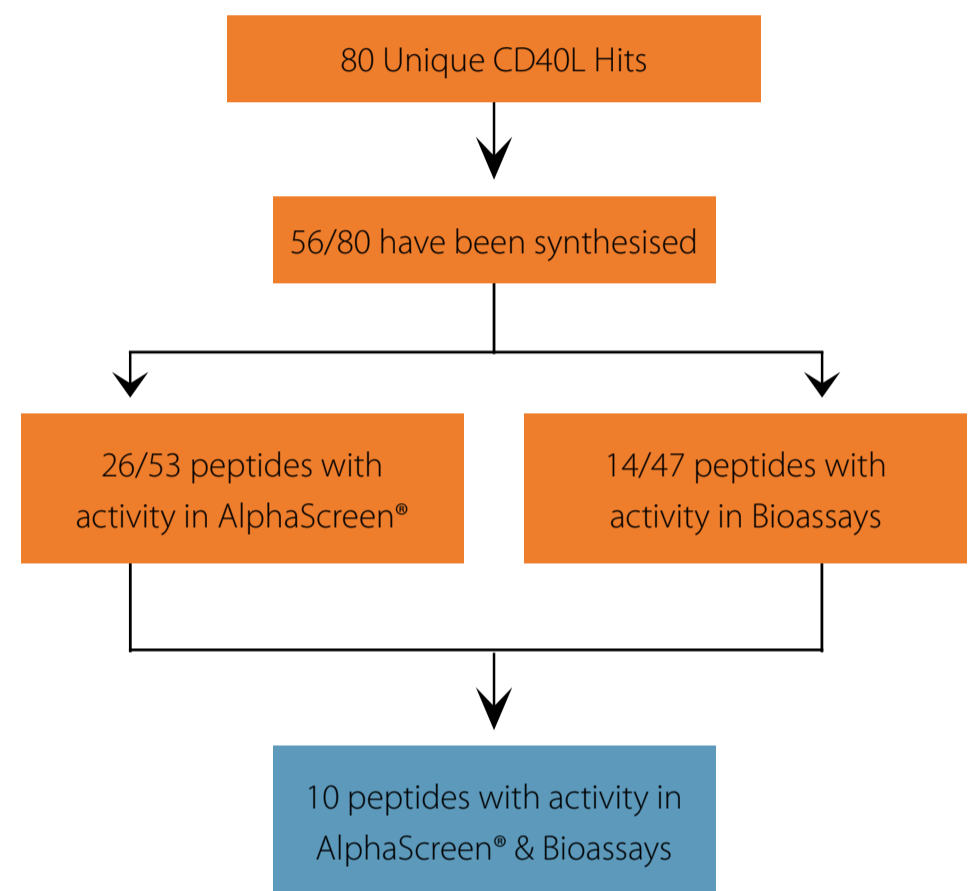 80 Unique CD40L Hits
56/80 have been synthesised
26/53 peptides with
activity in AlphaScreen®
14/47 peptides with
activity in Bioassays
10 peptides with activity in
AlphaScreen® & Bioassays